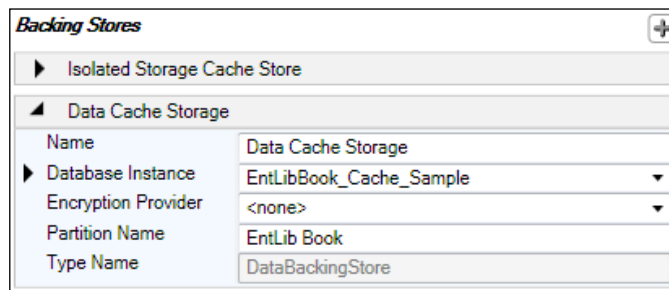 Backing Stores
Isolated Storage Cache Store
Data Cache Storage
Name Data Cache Storage
Database Instance EntLibBook_Cache_Sample
Encryption Provider <none>
Partition Name EntLib Book
Type Name DataBackingStore